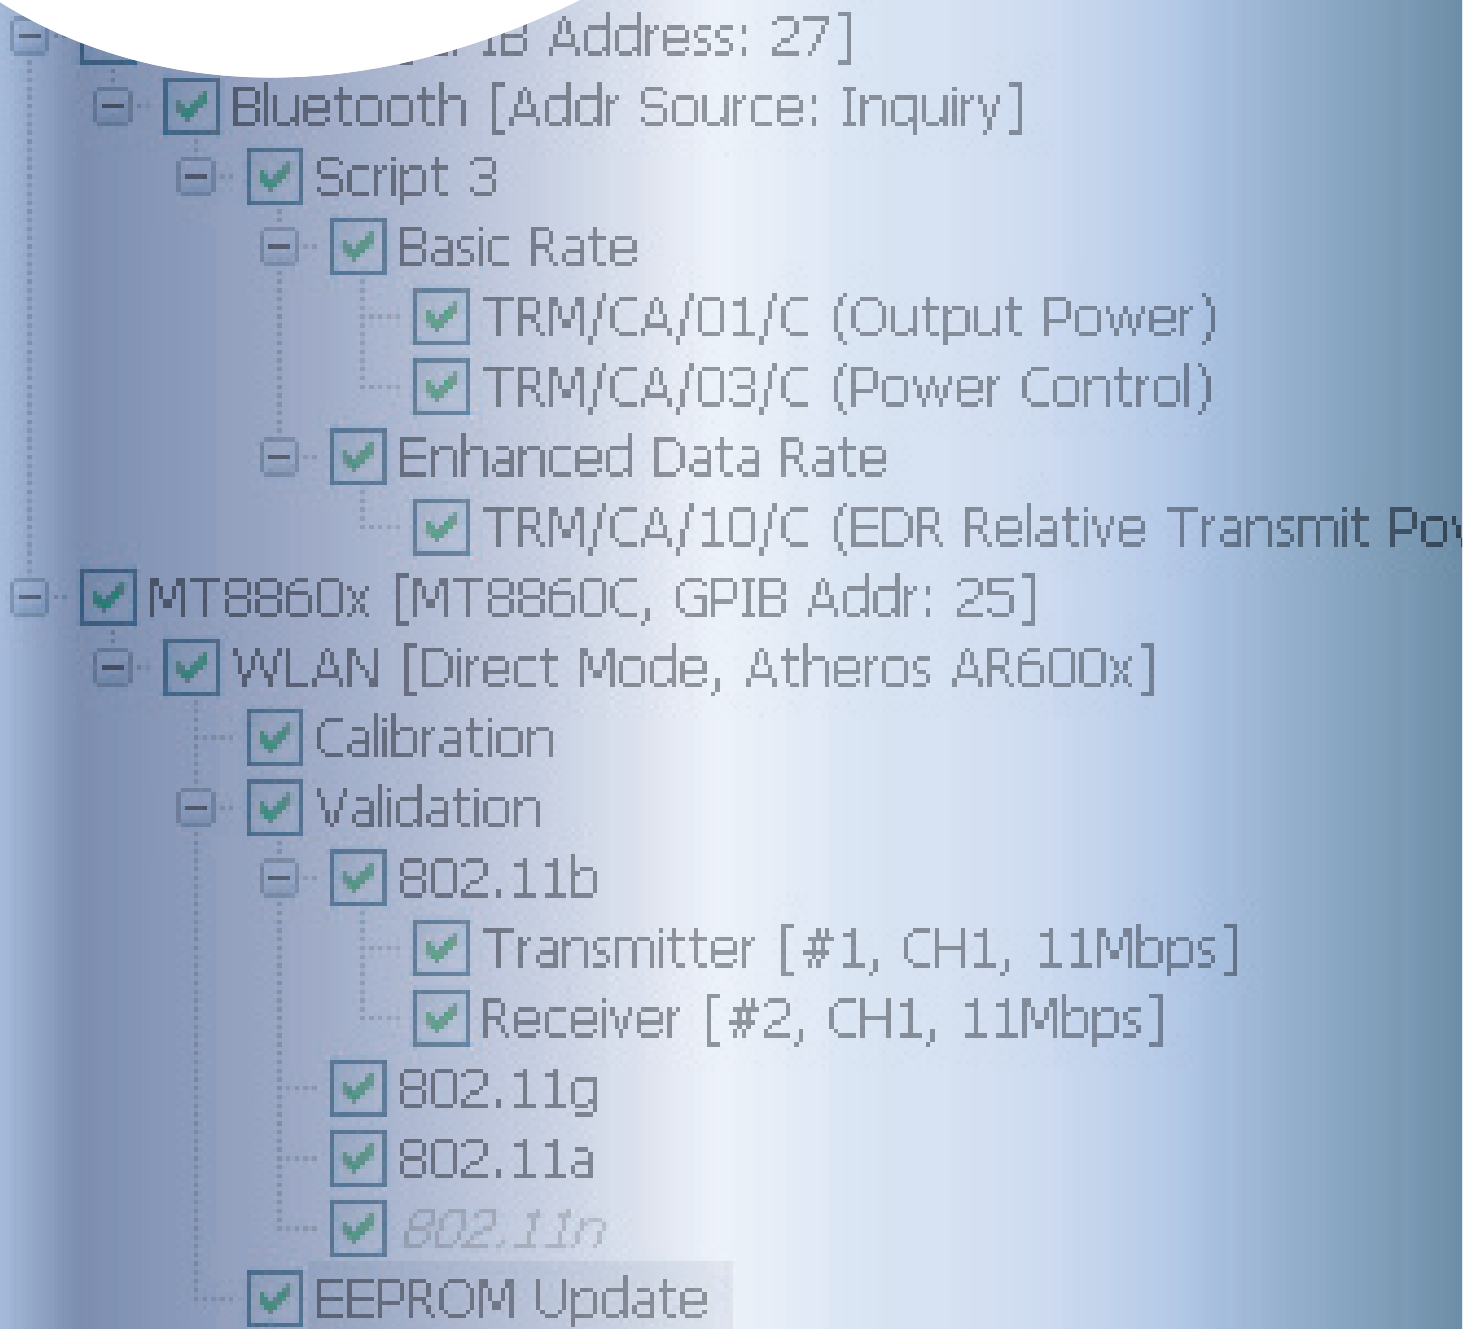 Address: 27]
Bluetooth [Addr Source: Inquiry]
Script 3
Basic Rate
TRM/CA/01/C (Output Power)
TRM/CA/03/C (Power Control)
Enhanced Data Rate
TRM/CA/10/C (EDR Relative Transmit
MT8860x [MT8860C, GPIB Addr: 25]
WLAN [Direct Mode, Atheros AR600x]
Calibration
Validation
802.11b
Transmitter [#1, CH1, 11Mbps]
Receiver [#2, CH1, 11Mbps]
802.11g
802.11a
802.11n
EEPROM Update